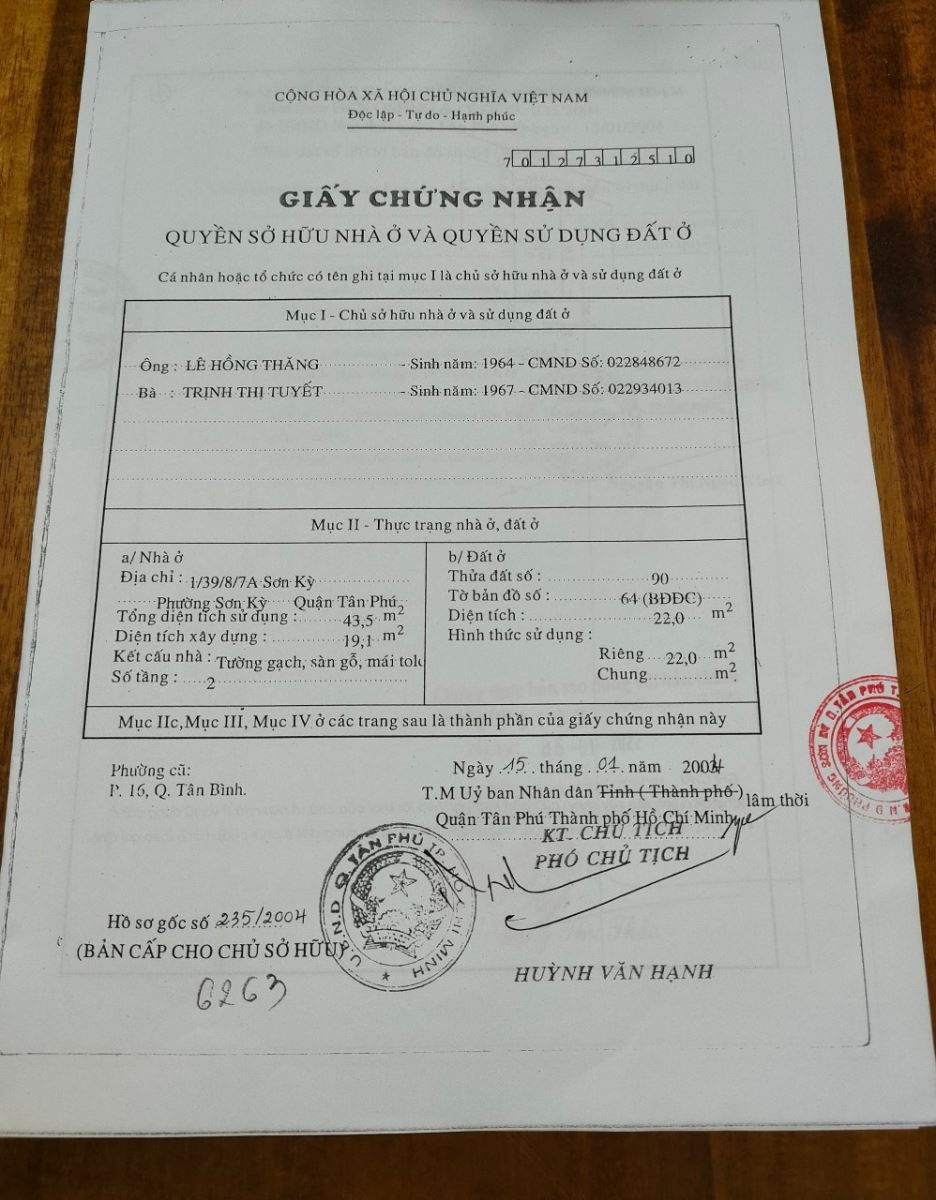 CỘNG HÒA XÃ HỘI CHỦ NGHĨA VIỆT NAM
Độc lập - Tự do - Hạnh phúc
7 0 1 2 7 3 1 2 5 1 0
GIẤY CHỨNG NHẬN
QUYỀN SỞ HỮU NHÀ Ở VÀ QUYỀN SỬ DỤNG ĐẤT Ở
Cá nhân hoặc tổ chức có tên ghi tại mục I là chủ sở hữu nhà ở và sử dụng đất ở
Mục I - Chủ sở hữu nhà ở và sử dụng đất ở
Ông : LÊ HỒNG THĂNG - Sinh năm: 1964 - CMND Số: 022848672
Bà : TRỊNH THỊ TUYẾT - Sinh năm: 1967 - CMND Số: 022934013
Mục II - Thực trạng nhà ở, đất ở
a/ Nhà ở
Địa chỉ : 1/39/8/7A Sơn Kỳ
Phường Sơn Kỳ Quận Tân Phú
Tổng diện tích sử dụng : 43,5 m2
Diện tích xây dựng : 19,1 m2
Kết cấu nhà : Tường gạch, sàn gỗ, mái tole
Số tầng : 2
b/ Đất ở
Thửa đất số : 90
Tờ bản đồ số : 64 (BĐĐC)
Diện tích : 22,0 m2
Hình thức sử dụng :
Riêng 22,0 m2
Chung m2
Mục IIc,Mục III, Mục IV ở các trang sau là thành phần của giấy chứng nhận này
Phường cũ:
P. 16, Q. Tân Bình.
Ngày 15 tháng 01 năm 2004
T.M Uỷ ban Nhân dân Tỉnh ( Thành phố ) lâm thời
Quận Tân Phú Thành phố Hồ Chí Minh
KT. CHỦ TỊCH
PHÓ CHỦ TỊCH
U.B.N.D Q.TÂN PHÚ TP. HỒ CHÍ MINH
Hồ sơ gốc số 235/2004
(BẢN CẤP CHO CHỦ SỞ HỮU)
HUỲNH VĂN HẠNH
6263
Q.TÂN PHÚ